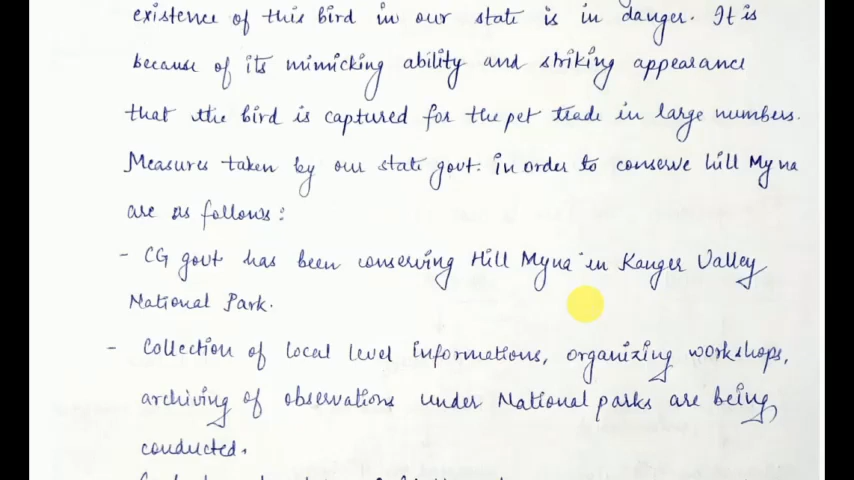 existence of this bird in our state is in danger. It is
because of its mimicking ability and striking appearance
that the bird is captured for the pet trade in large numbers.
Measures taken by our state govt. in order to conserve hill Myna
are as follows:
- CG govt has been conserving Hill Myna in Kanger Valley
National Park.
- Collection of local level informations, organizing workshops,
archiving of observations under National parks are being
conducted.